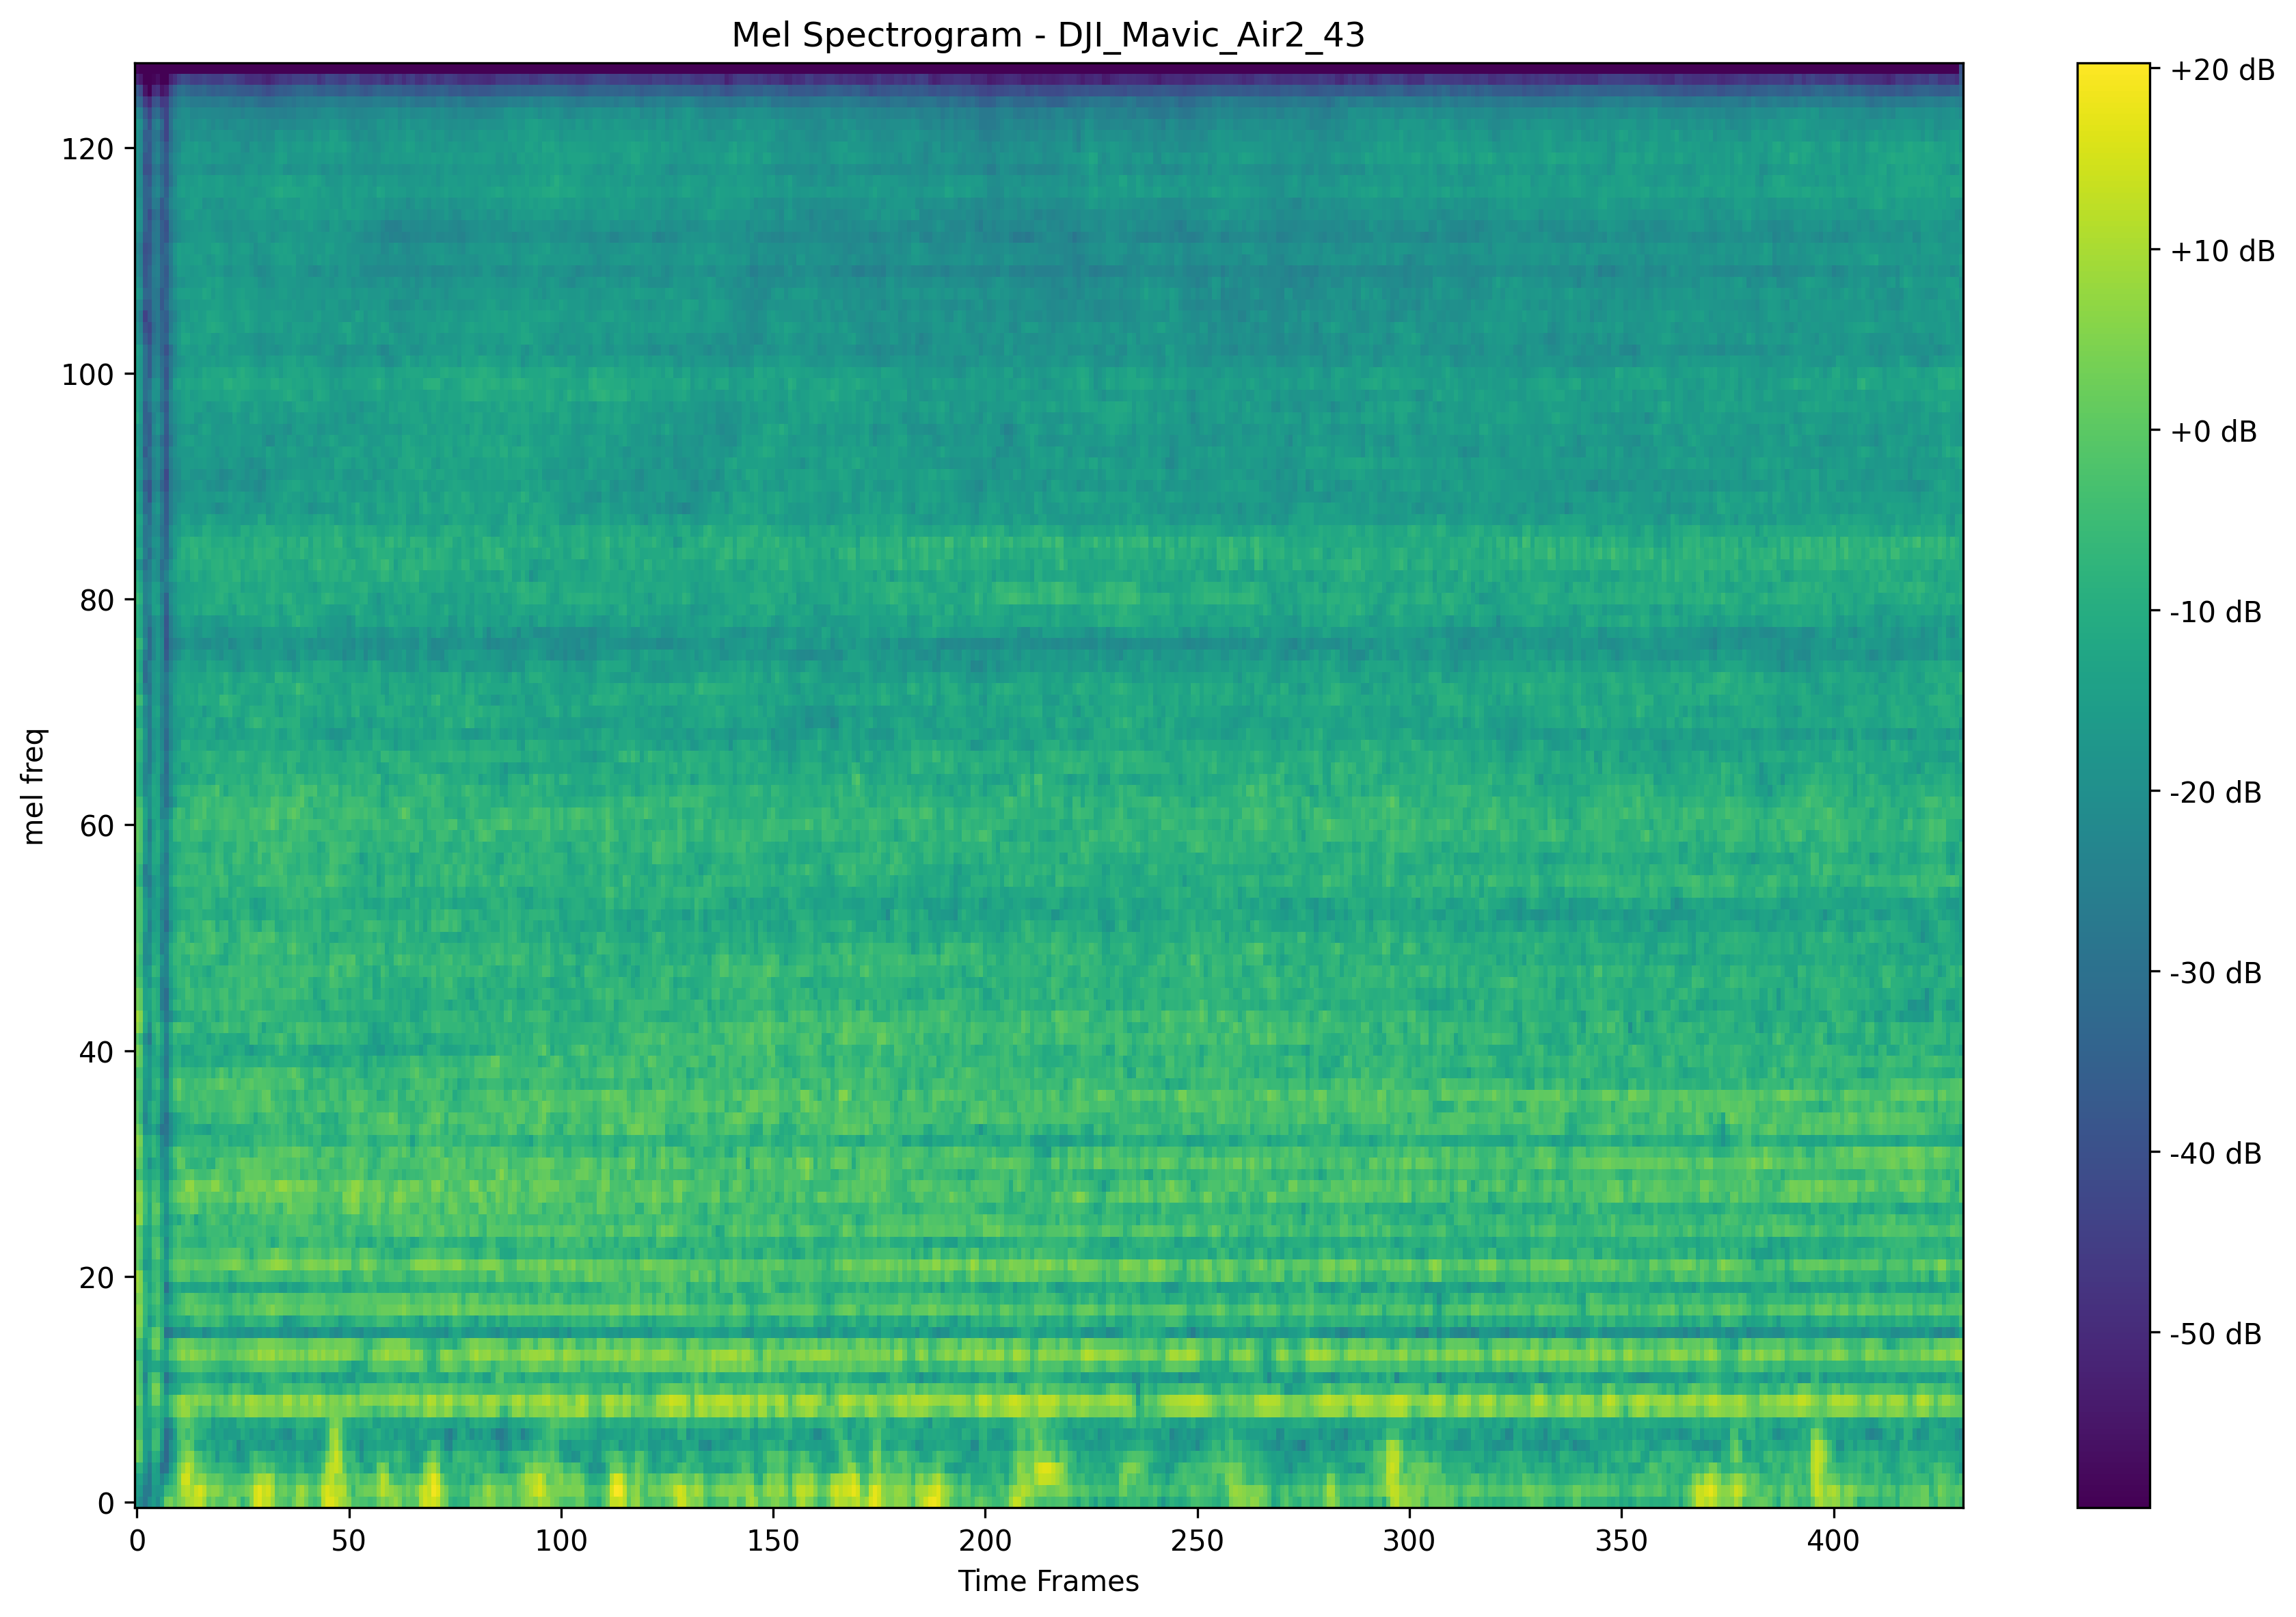 Mel Spectrogram - DJI_Mavic_Air2_43
mel freq
120
100
80
60
40
20
0
0 50 100 150 200 250 300 350 400
Time Frames
+20 dB
+10 dB
+0 dB
-10 dB
-20 dB
-30 dB
-40 dB
-50 dB